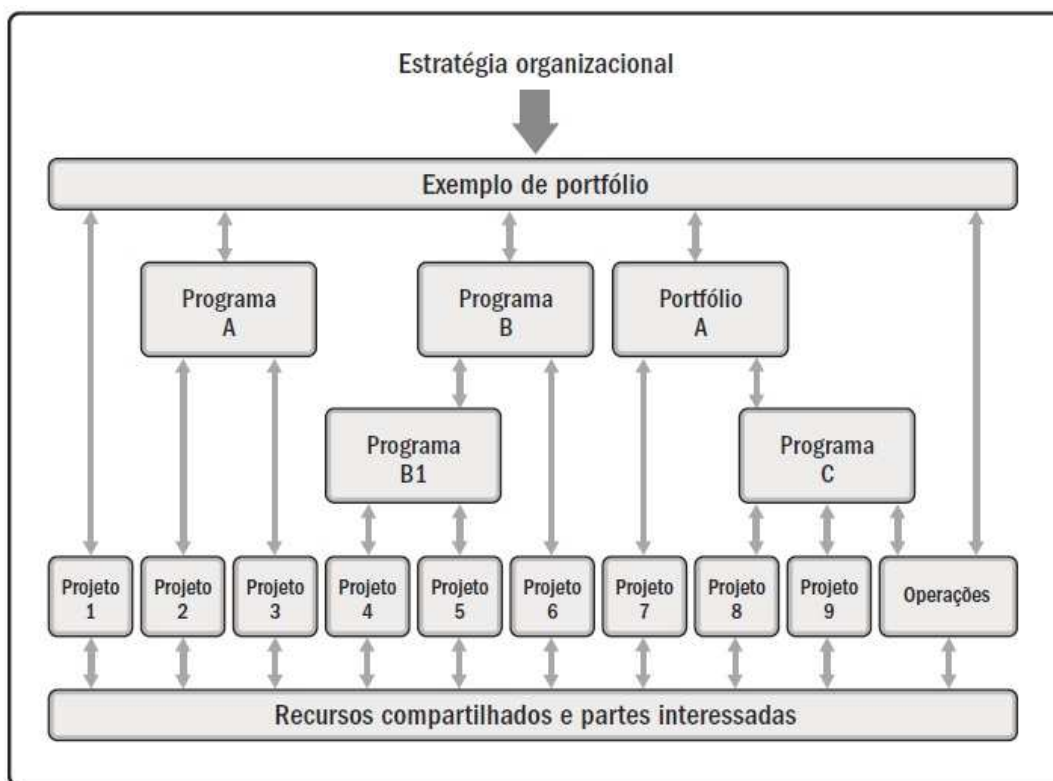 Estratégia organizacional
Exemplo de portfólio
Programa
A
Programa
B
Portfólio
A
Programa
B1
Programa
C
Projeto
1
Projeto
2
Projeto
3
Projeto
4
Projeto
5
Projeto
6
Projeto
7
Projeto
8
Projeto
9
Operações
Recursos compartilhados e partes interessadas